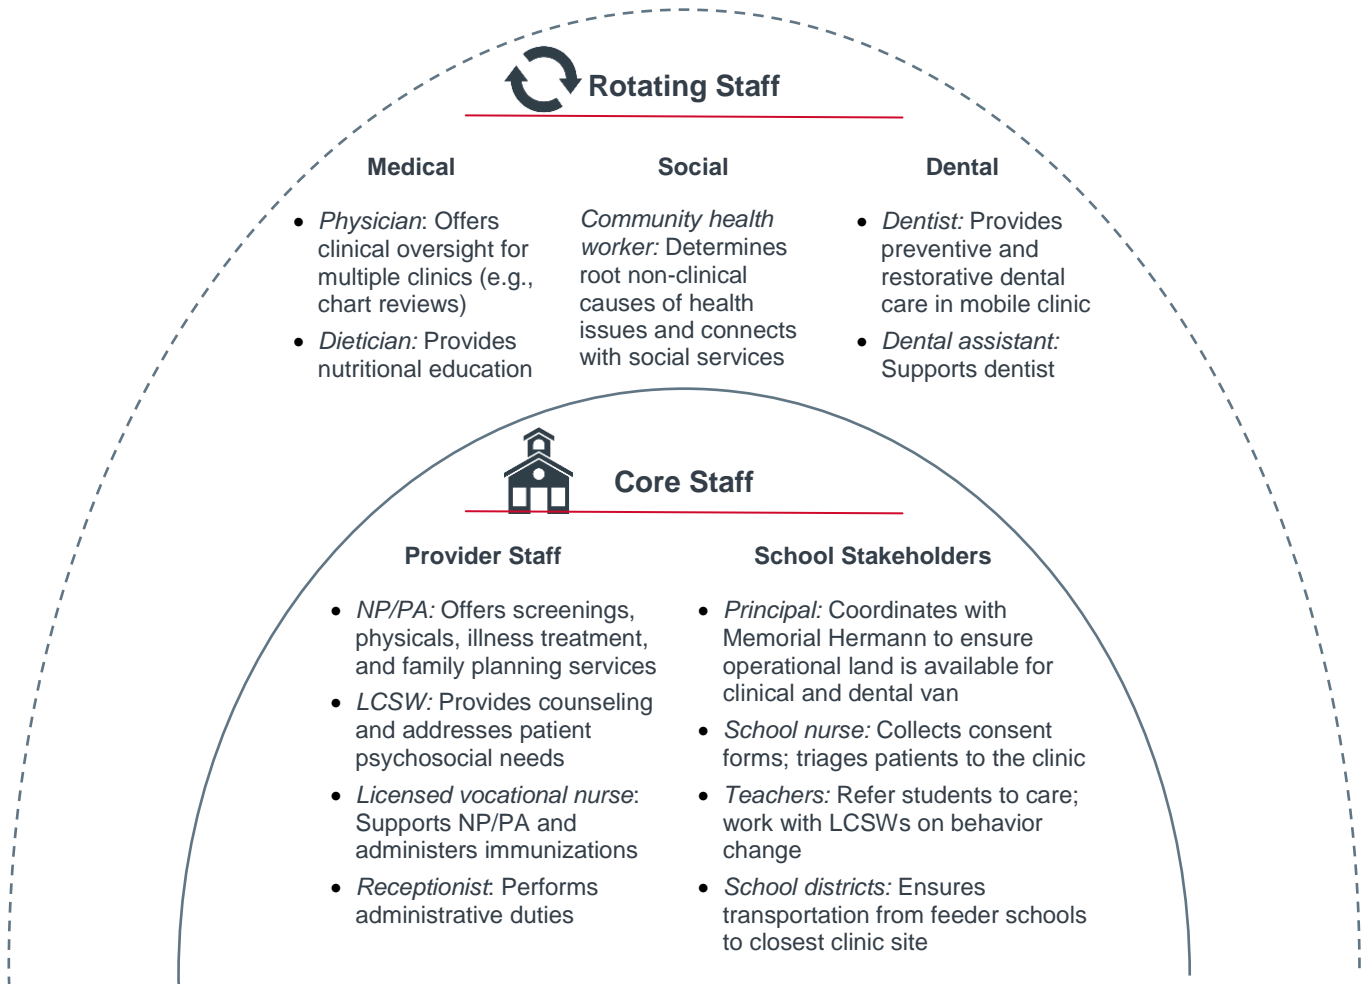 Rotating Staff
Medical
• Physician: Offers
clinical oversight for
multiple clinics (e.g.,
chart reviews)
• Dietician: Provides
nutritional education
Social
Community health
worker: Determines
root non-clinical
causes of health
issues and connects
with social services
Dental
• Dentist: Provides
preventive and
restorative dental
care in mobile clinic
• Dental assistant:
Supports dentist
Core Staff
Provider Staff
• NP/PA: Offers screenings,
physicals, illness treatment,
and family planning services
• LCSW: Provides counseling
and addresses patient
psychosocial needs
• Licensed vocational nurse:
Supports NP/PA and
administers immunizations
• Receptionist: Performs
administrative duties
School Stakeholders
• Principal: Coordinates with
Memorial Hermann to ensure
operational land is available for
clinical and dental van
• School nurse: Collects consent
forms; triages patients to the clinic
• Teachers: Refer students to care;
work with LCSWs on behavior
change
• School districts: Ensures
transportation from feeder schools
to closest clinic site